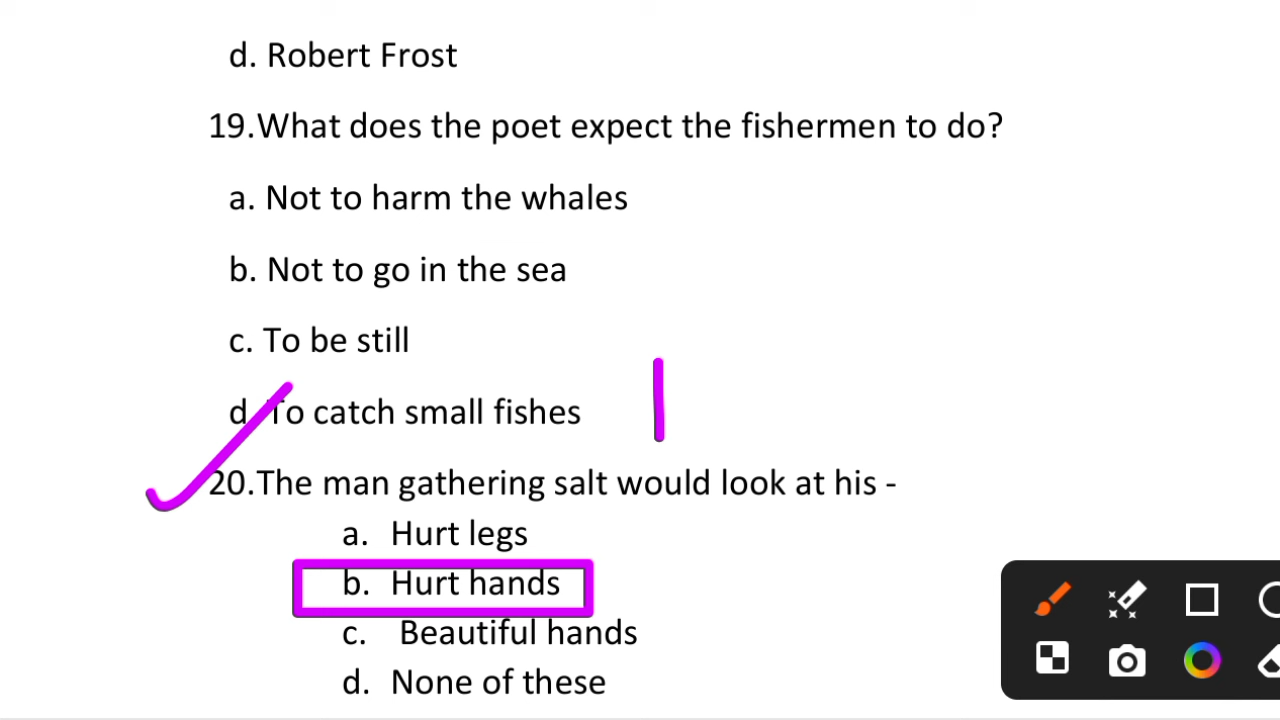 d. Robert Frost
19.What does the poet expect the fishermen to do?
a. Not to harm the whales
b. Not to go in the sea
c. To be still
d. To catch small fishes
20.The man gathering salt would look at his -
a. Hurt legs
b. Hurt hands
c. Beautiful hands
d. None of these